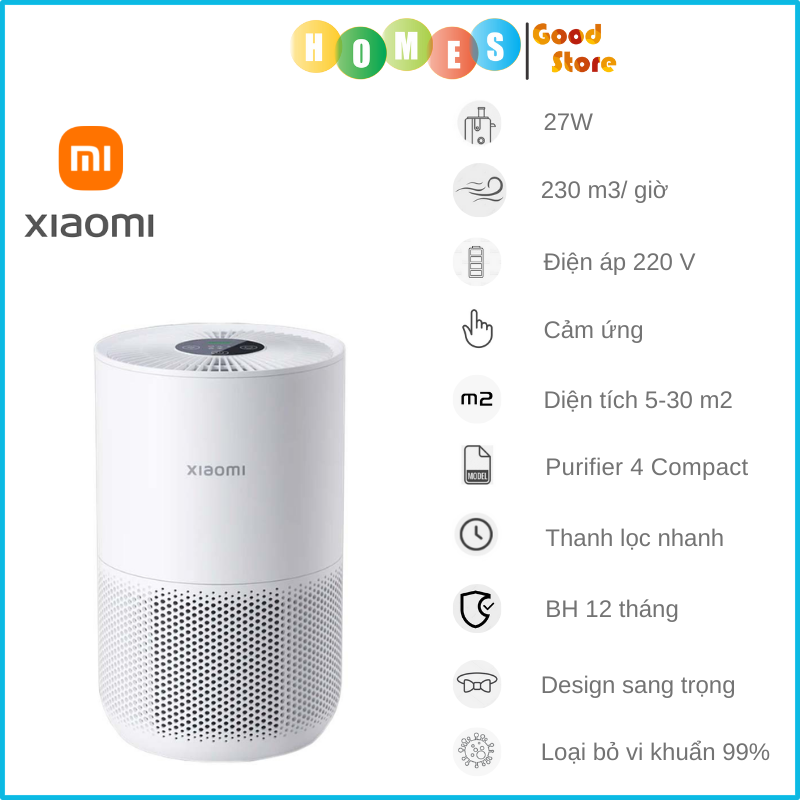 HOMES
Good
Store
mi
xiaomi
27W
230 m3/ giờ
Điện áp 220 V
Cảm ứng
m2
Diện tích 5-30 m2
MODEL
Purifier 4 Compact
Thanh lọc nhanh
BH 12 tháng
Design sang trọng
Loại bỏ vi khuẩn 99%
xiaomi